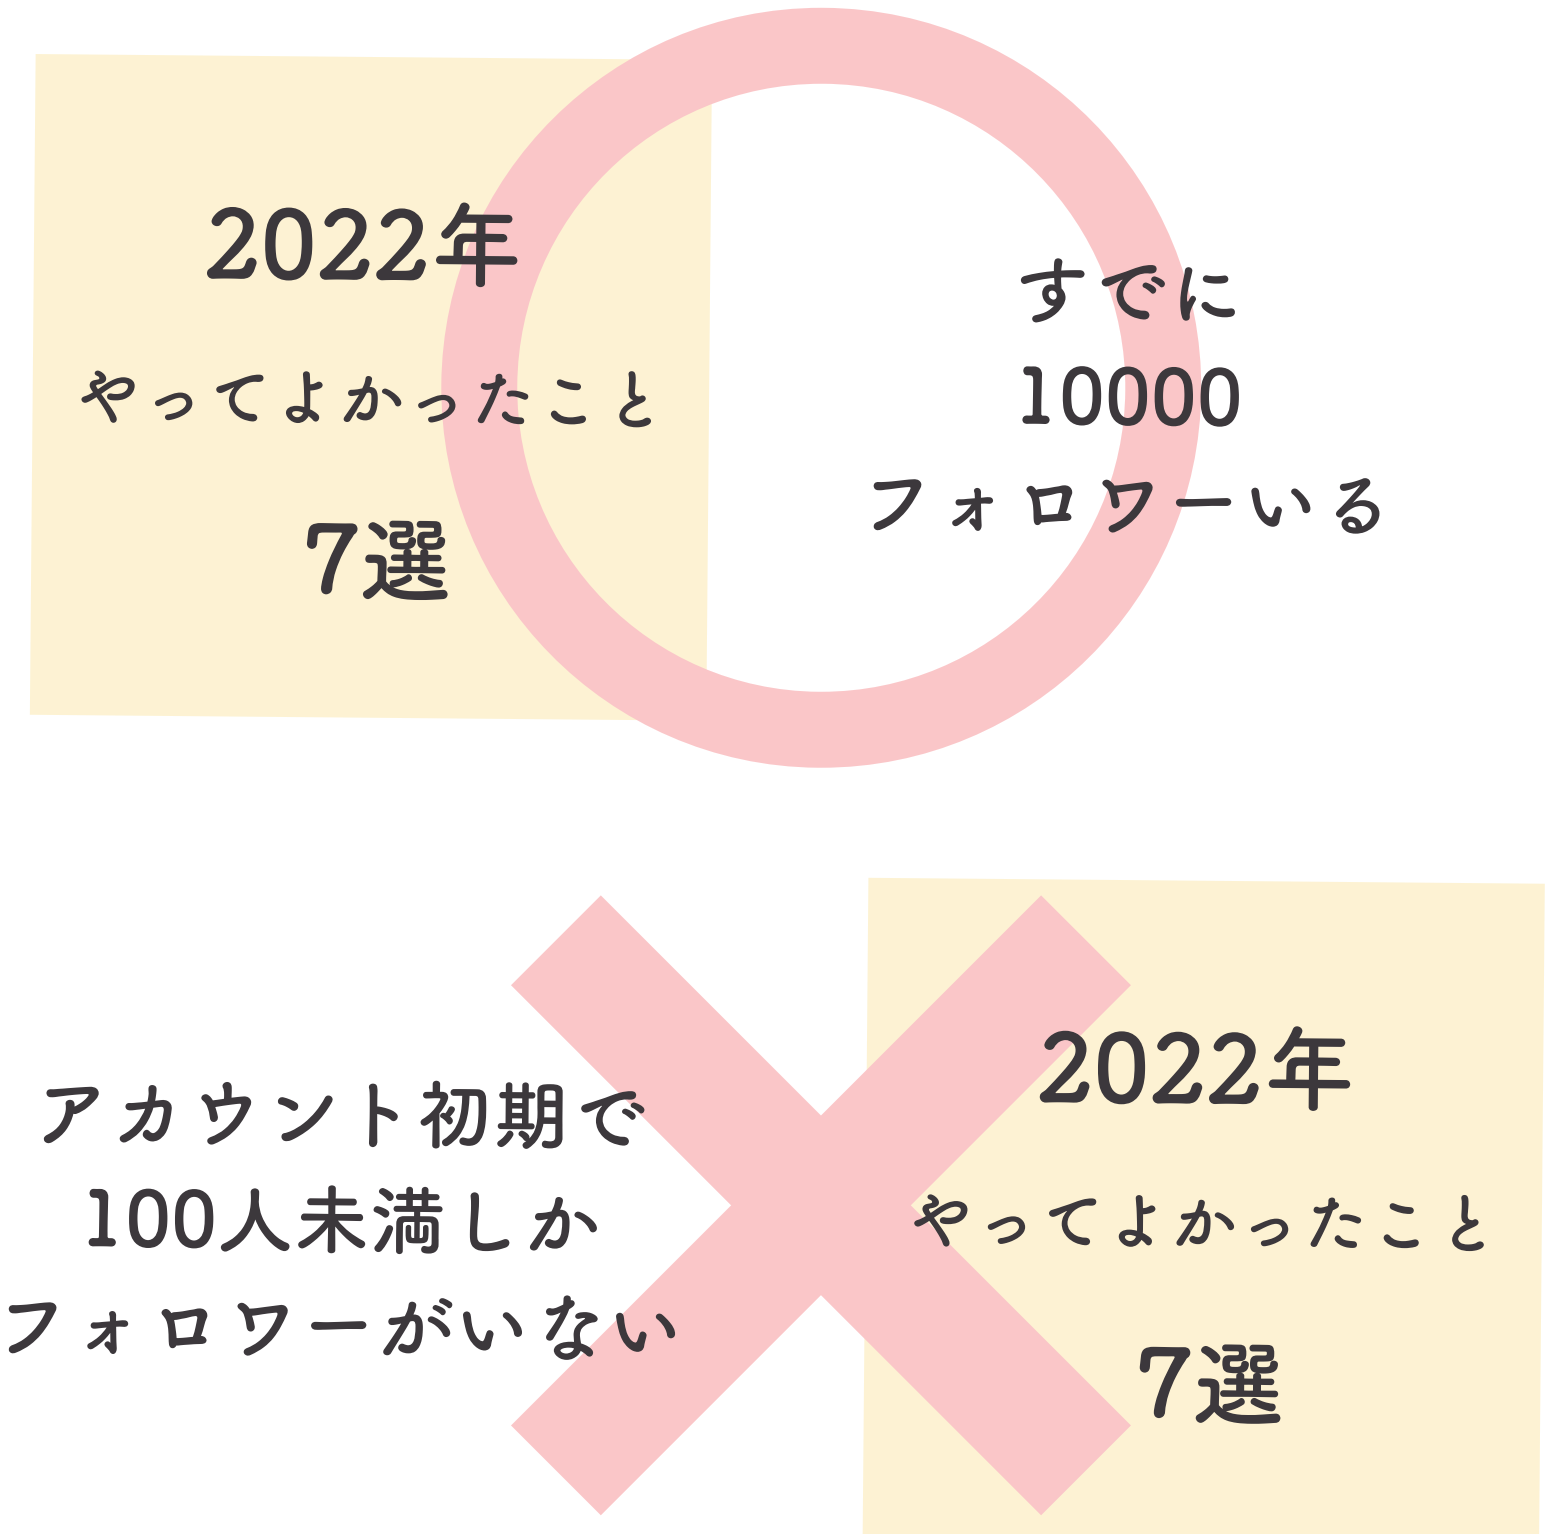 2022年
やってよかったこと
7選
すでに
10000
フォロワーいる
アカウント初期で
100人未満しか
フォロワーがいない
2022年
やってよかったこと
7選